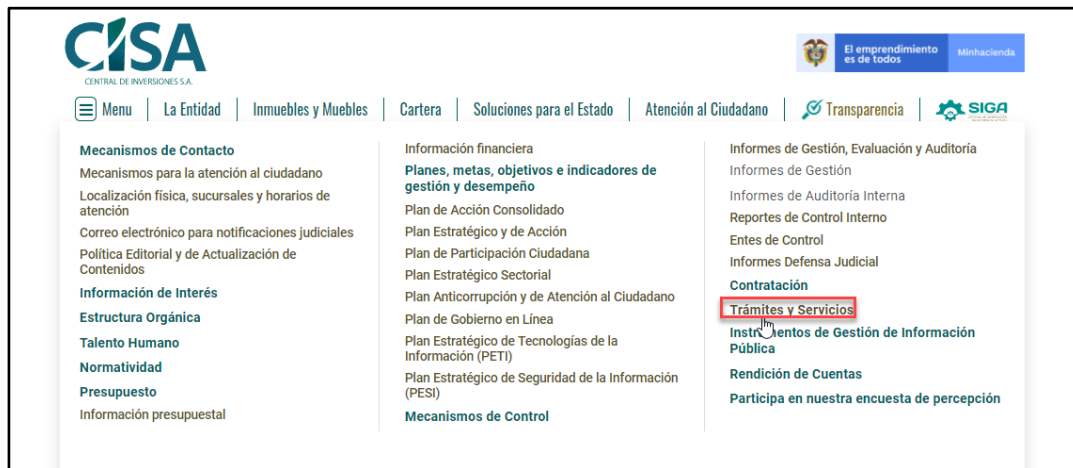 CISA
CENTRAL DE INVERSIONES S.A.
El emprendimiento
es de todos
Minhacienda
Menu
La Entidad
Inmuebles y Muebles
Cartera
Soluciones para el Estado
Atención al Ciudadano
Transparencia
SIGA
Mecanismos de Contacto
Mecanismos para la atención al ciudadano
Localización física, sucursales y horarios de
atención
Correo electrónico para notificaciones judiciales
Política Editorial y de Actualización de
Contenidos
Información de Interés
Estructura Orgánica
Talento Humano
Normatividad
Presupuesto
Información presupuestal
Información financiera
Planes, metas, objetivos e indicadores de
gestión y desempeño
Plan de Acción Consolidado
Plan Estratégico y de Acción
Plan de Participación Ciudadana
Plan Estratégico Sectorial
Plan Anticorrupción y de Atención al Ciudadano
Plan de Gobierno en Línea
Plan Estratégico de Tecnologías de la
Información (PETI)
Plan Estratégico de Seguridad de la Información
(PESI)
Mecanismos de Control
Informes de Gestión, Evaluación y Auditoría
Informes de Gestión
Informes de Auditoría Interna
Reportes de Control Interno
Entes de Control
Informes Defensa Judicial
Contratación
Trámites y Servicios
Instrumentos de Gestión de Información
Pública
Rendición de Cuentas
Participa en nuestra encuesta de percepción